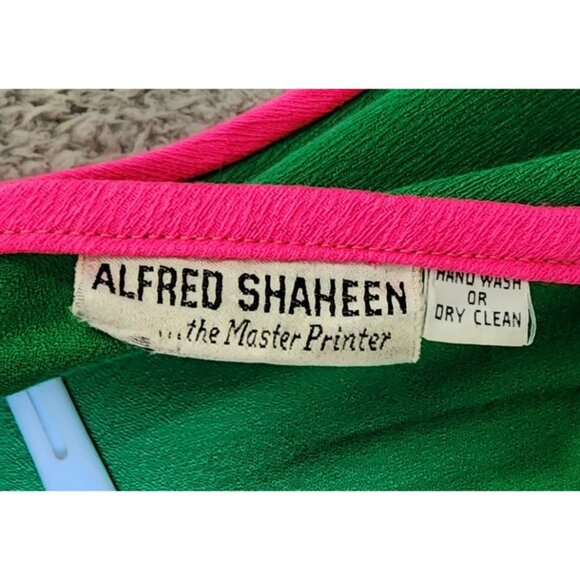 ALFRED SHAHEEN
...the Master Printer
HAND WASH
OR
DRY CLEAN